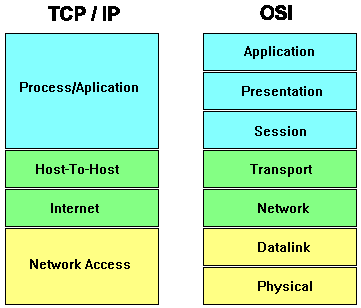 TCP / IP
Process/Aplication
Host-To-Host
Internet
Network Access
OSI
Application
Presentation
Session
Transport
Network
Datalink
Physical